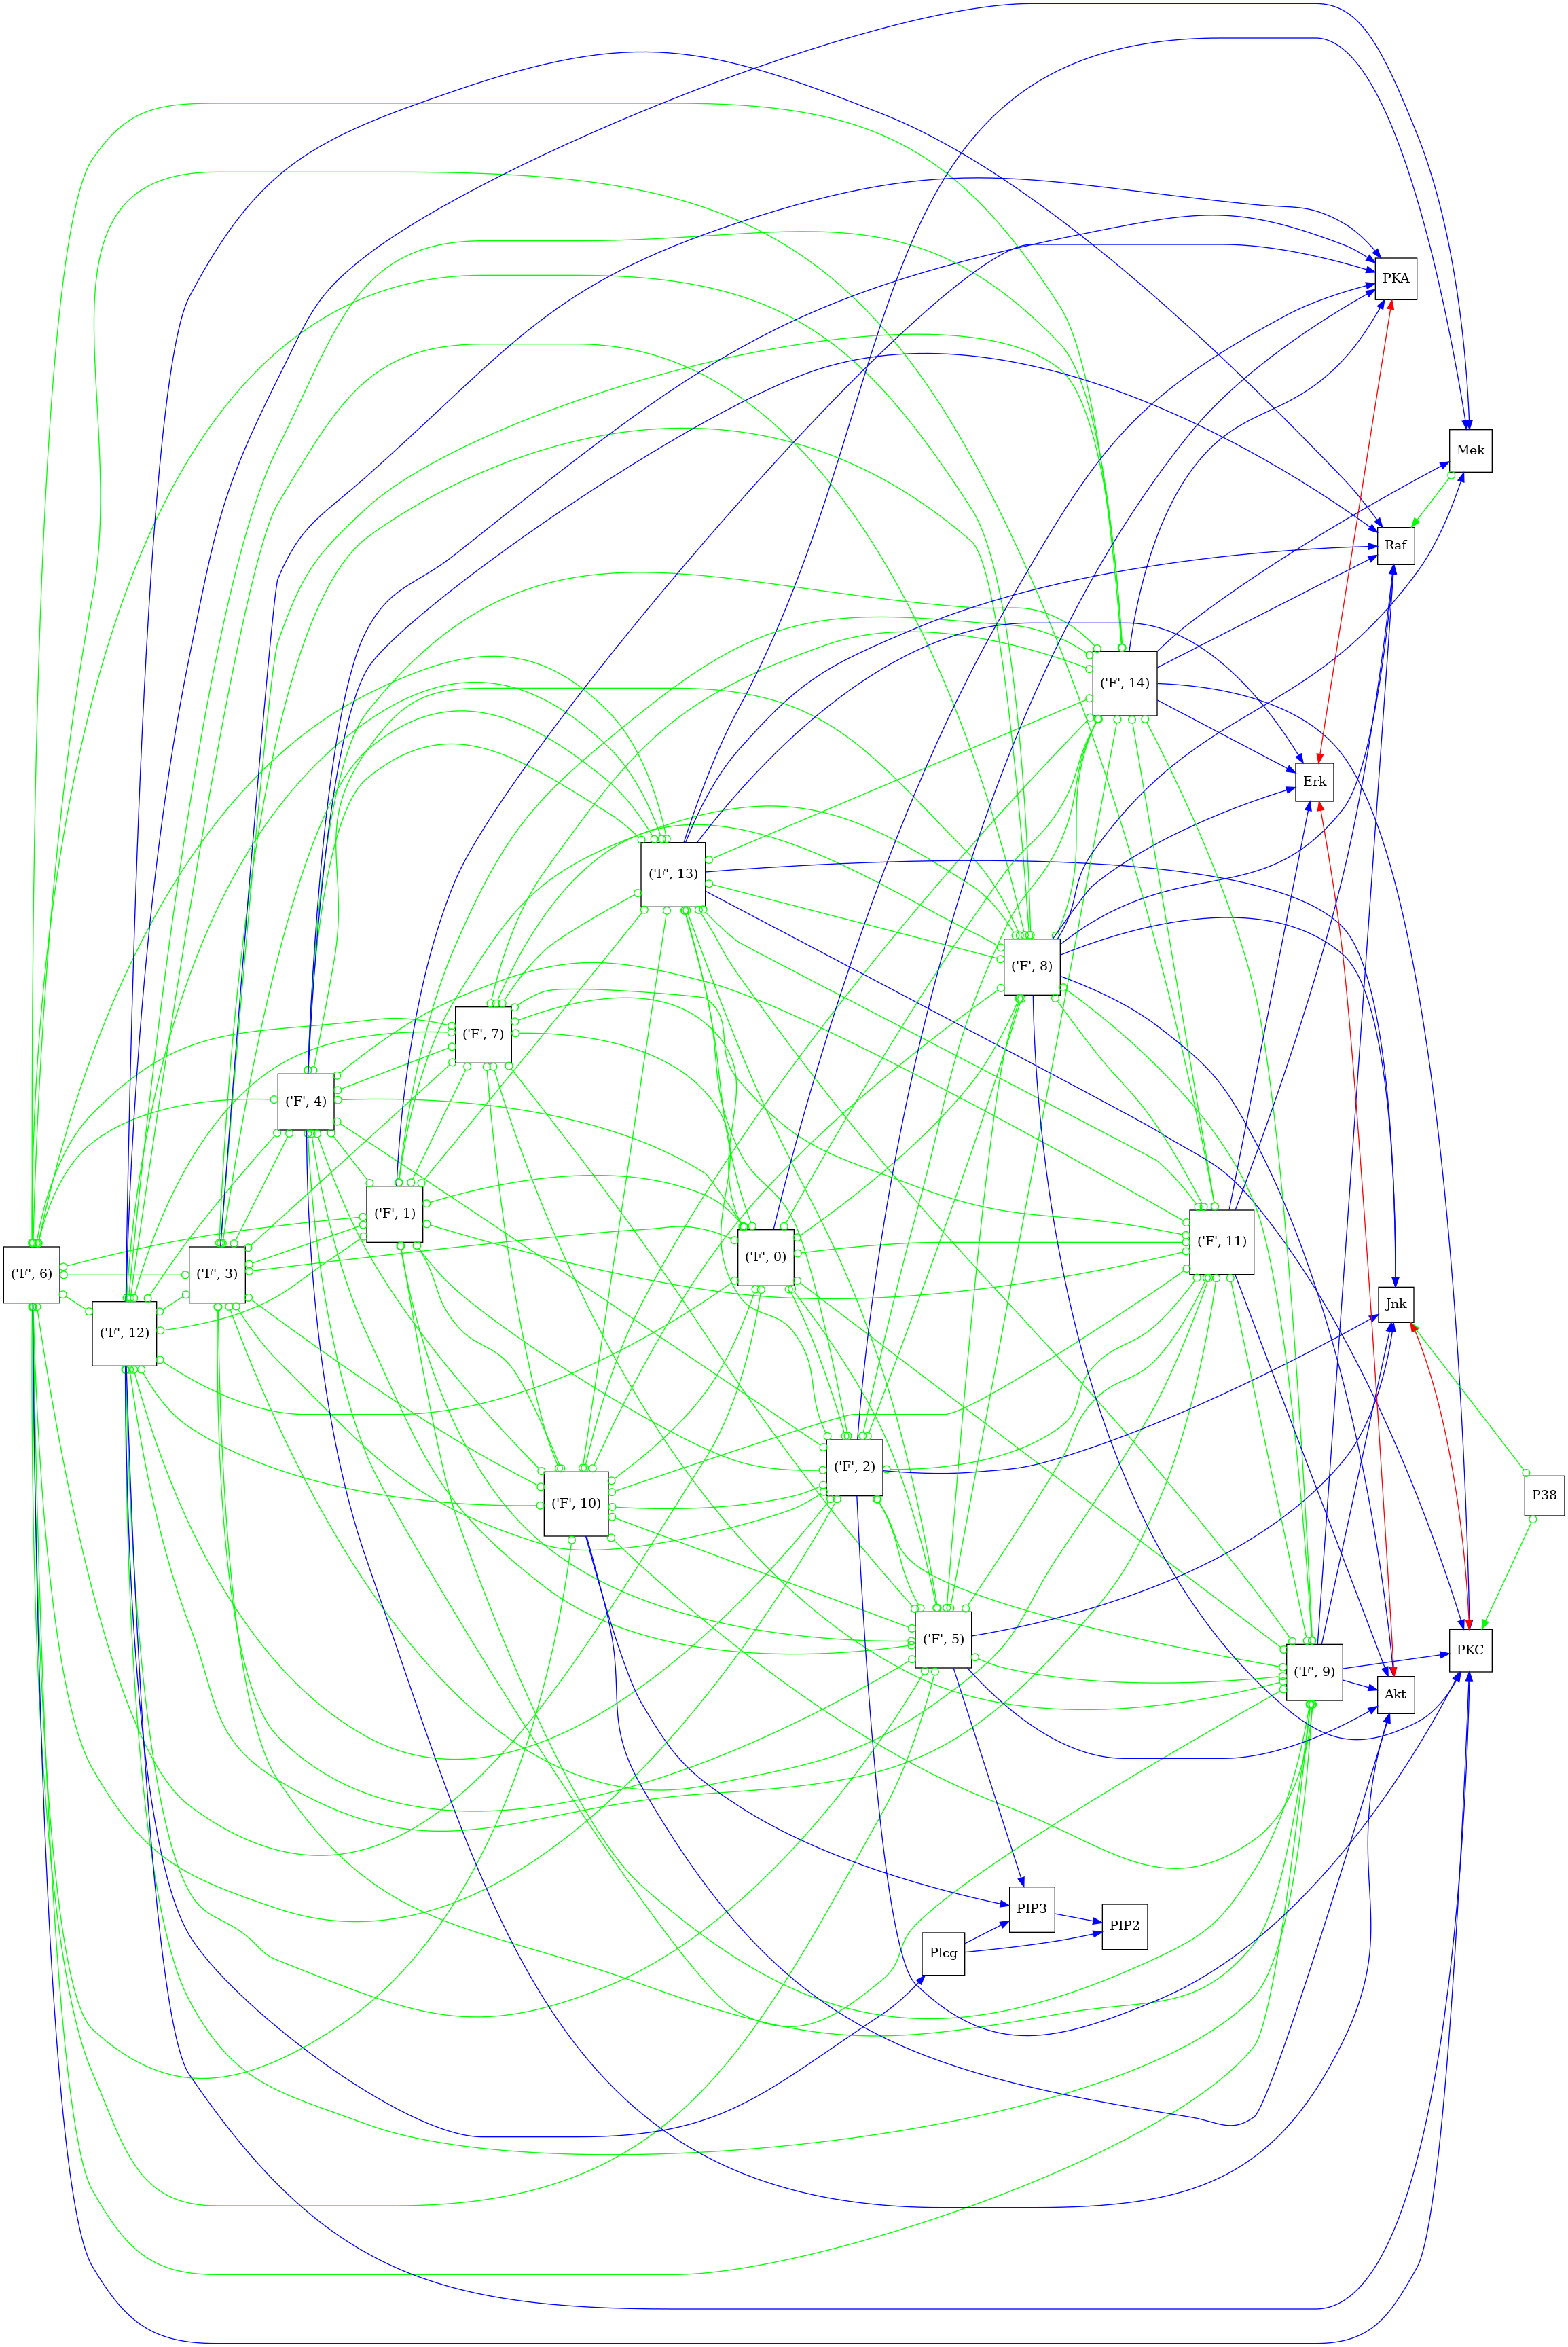 PKA
Mek
Raf
('F', 14)
Erk
('F', 13)
('F', 8)
('F', 7)
('F', 4)
('F', 1)
('F', 11)
('F', 0)
('F', 6)
('F', 3)
Jnk
('F', 12)
('F', 2)
P38
('F', 10)
('F', 5)
PKC
('F', 9)
Akt
PIP3
PIP2
Plcg